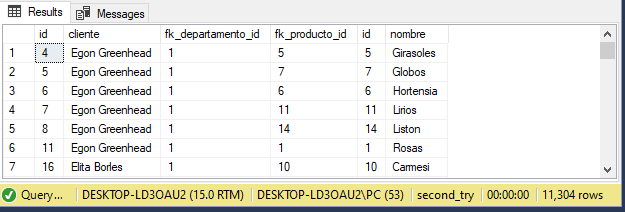 Results Messages
id cliente fk_departamento_id fk_producto_id id nombre
1 4 Egon Greenhead 1 5 5 Girasoles
2 5 Egon Greenhead 1 7 7 Globos
3 6 Egon Greenhead 1 6 6 Hortensia
4 7 Egon Greenhead 1 11 11 Lirios
5 8 Egon Greenhead 1 14 14 Liston
6 11 Egon Greenhead 1 1 1 Rosas
7 16 Elita Borles 1 10 10 Carmesi
Query... DESKTOP-LD3OAU2 (15.0 RTM) DESKTOP-LD3OAU2\PC (53) second_try 00:00:00 11,304 rows